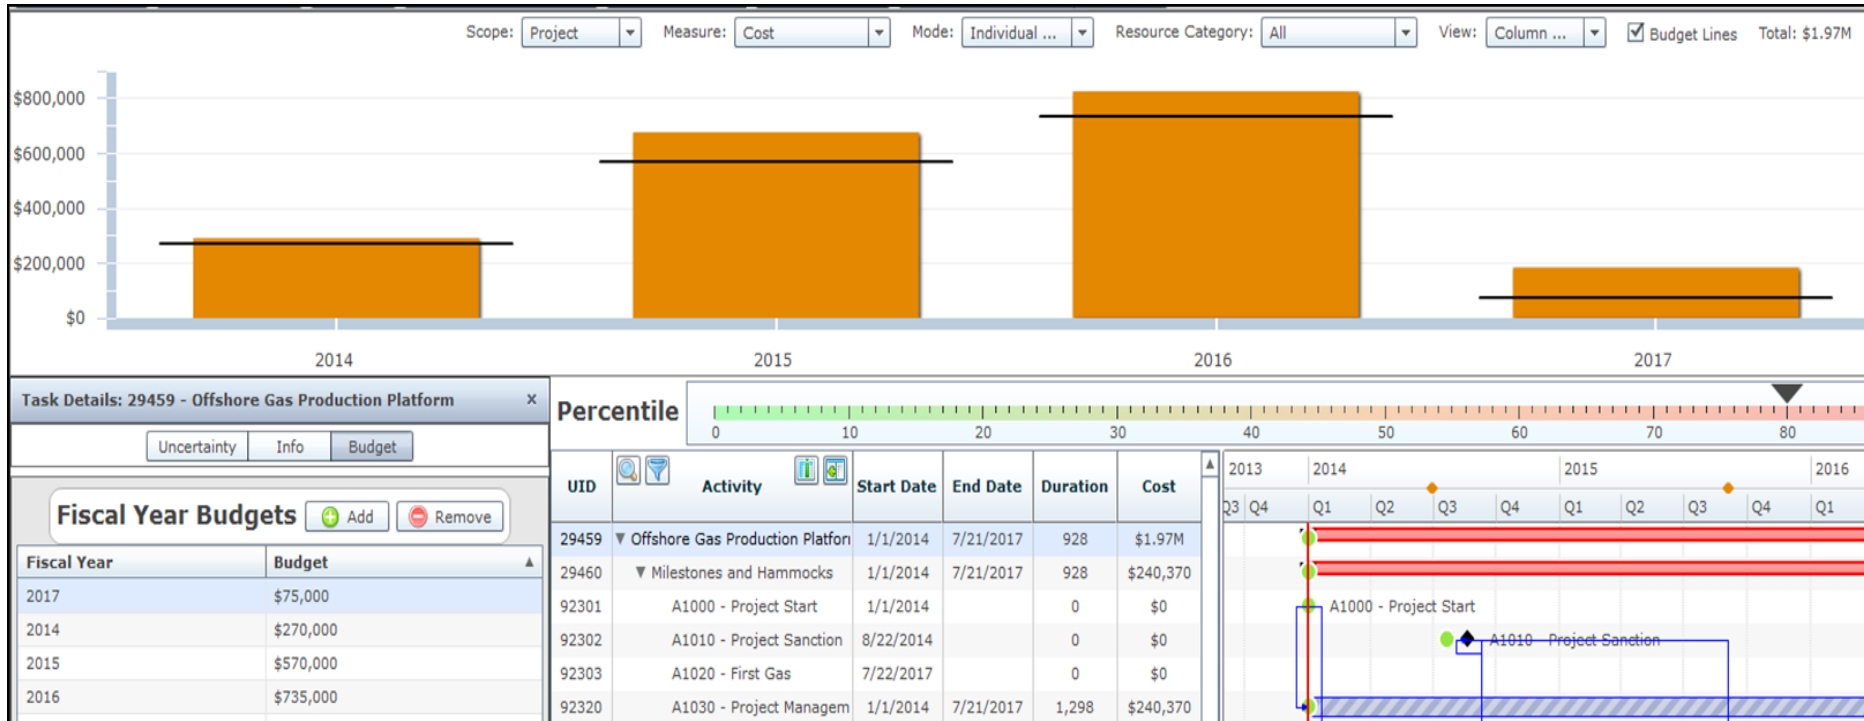 Scope: Project Measure: Cost Mode: Individual ... Resource Category: All View: Column ... Budget Lines Total: $1.97M
$800,000
$600,000
$400,000
$200,000
$0
2014 2015 2016 2017
Task Details: 29459 - Offshore Gas Production Platform x
Uncertainty Info Budget
Fiscal Year Budgets Add Remove
Fiscal Year Budget
2017 $75,000
2014 $270,000
2015 $570,000
2016 $735,000
Percentile
0 10 20 30 40 50 60 70 80
UID Activity Start Date End Date Duration Cost
29459 Offshore Gas Production Platfor 1/1/2014 7/21/2017 928 $1.97M
29460 Milestones and Hammocks 1/1/2014 7/21/2017 928 $240,370
92301 A1000 - Project Start 1/1/2014 0 $0
92302 A1010 - Project Sanction 8/22/2014 0 $0
92303 A1020 - First Gas 7/22/2017 0 $0
92320 A1030 - Project Managem 1/1/2014 7/21/2017 1,298 $240,370
2013 2014 2015 2016
Q3 Q4 Q1 Q2 Q3 Q4 Q1 Q2 Q3 Q4 Q1
A1000 - Project Start
A1010 - Project Sanction